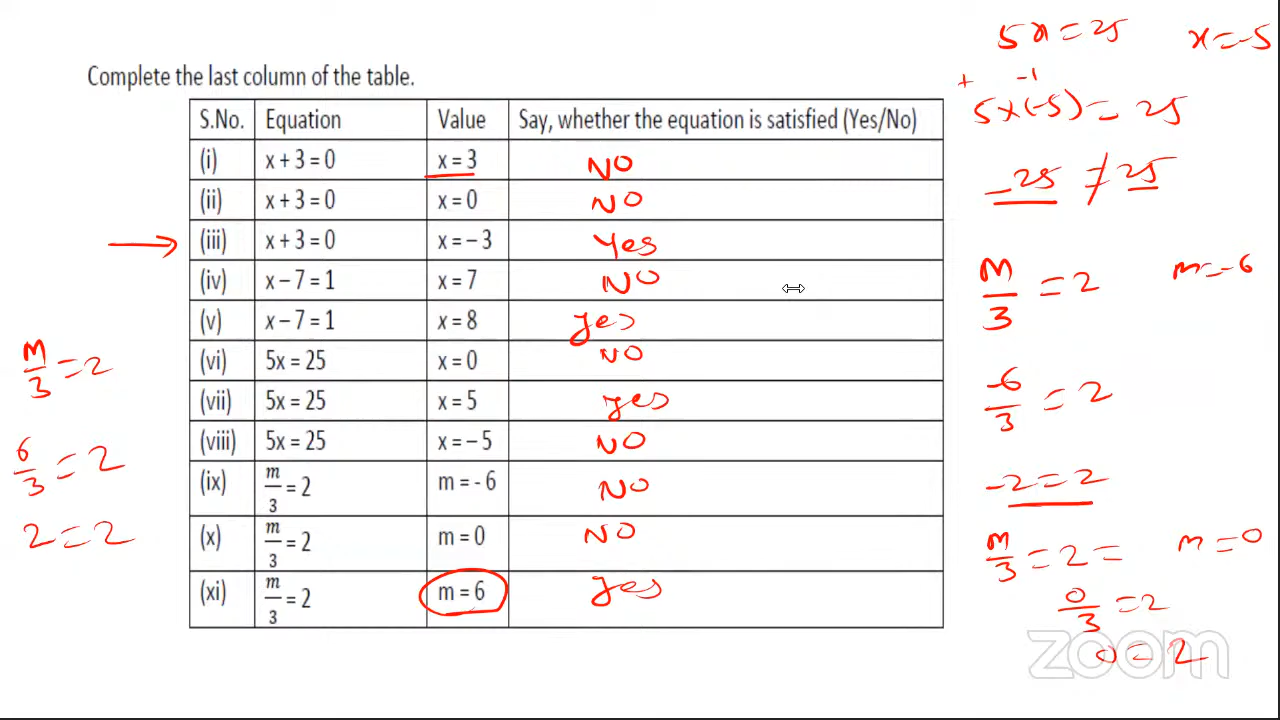 Complete the last column of the table.
S.No. Equation Value Say, whether the equation is satisfied (Yes/No)
(i) x + 3 = 0 x = 3 NO
(ii) x + 3 = 0 x = 0 NO
(iii) x + 3 = 0 x = − 3 Yes
(iv) x − 7 = 1 x = 7 NO
(v) x − 7 = 1 x = 8 yes
(vi) 5x = 25 x = 0 NO
(vii) 5x = 25 x = 5 yes
(viii) 5x = 25 x = − 5 NO
(ix) m/3 = 2 m = - 6 NO
(x) m/3 = 2 m = 0 NO
(xi) m/3 = 2 m = 6 yes
m/3 = 2
6/3 = 2
2 = 2
5x = 25 x = -5
+ -1
5x(-5) = 25
-25 ≠ 25
m/3 = 2 m = -6
-6/3 = 2
-2 = 2
m/3 = 2 = m = 0
0/3 = 2
0 = 2
zoom